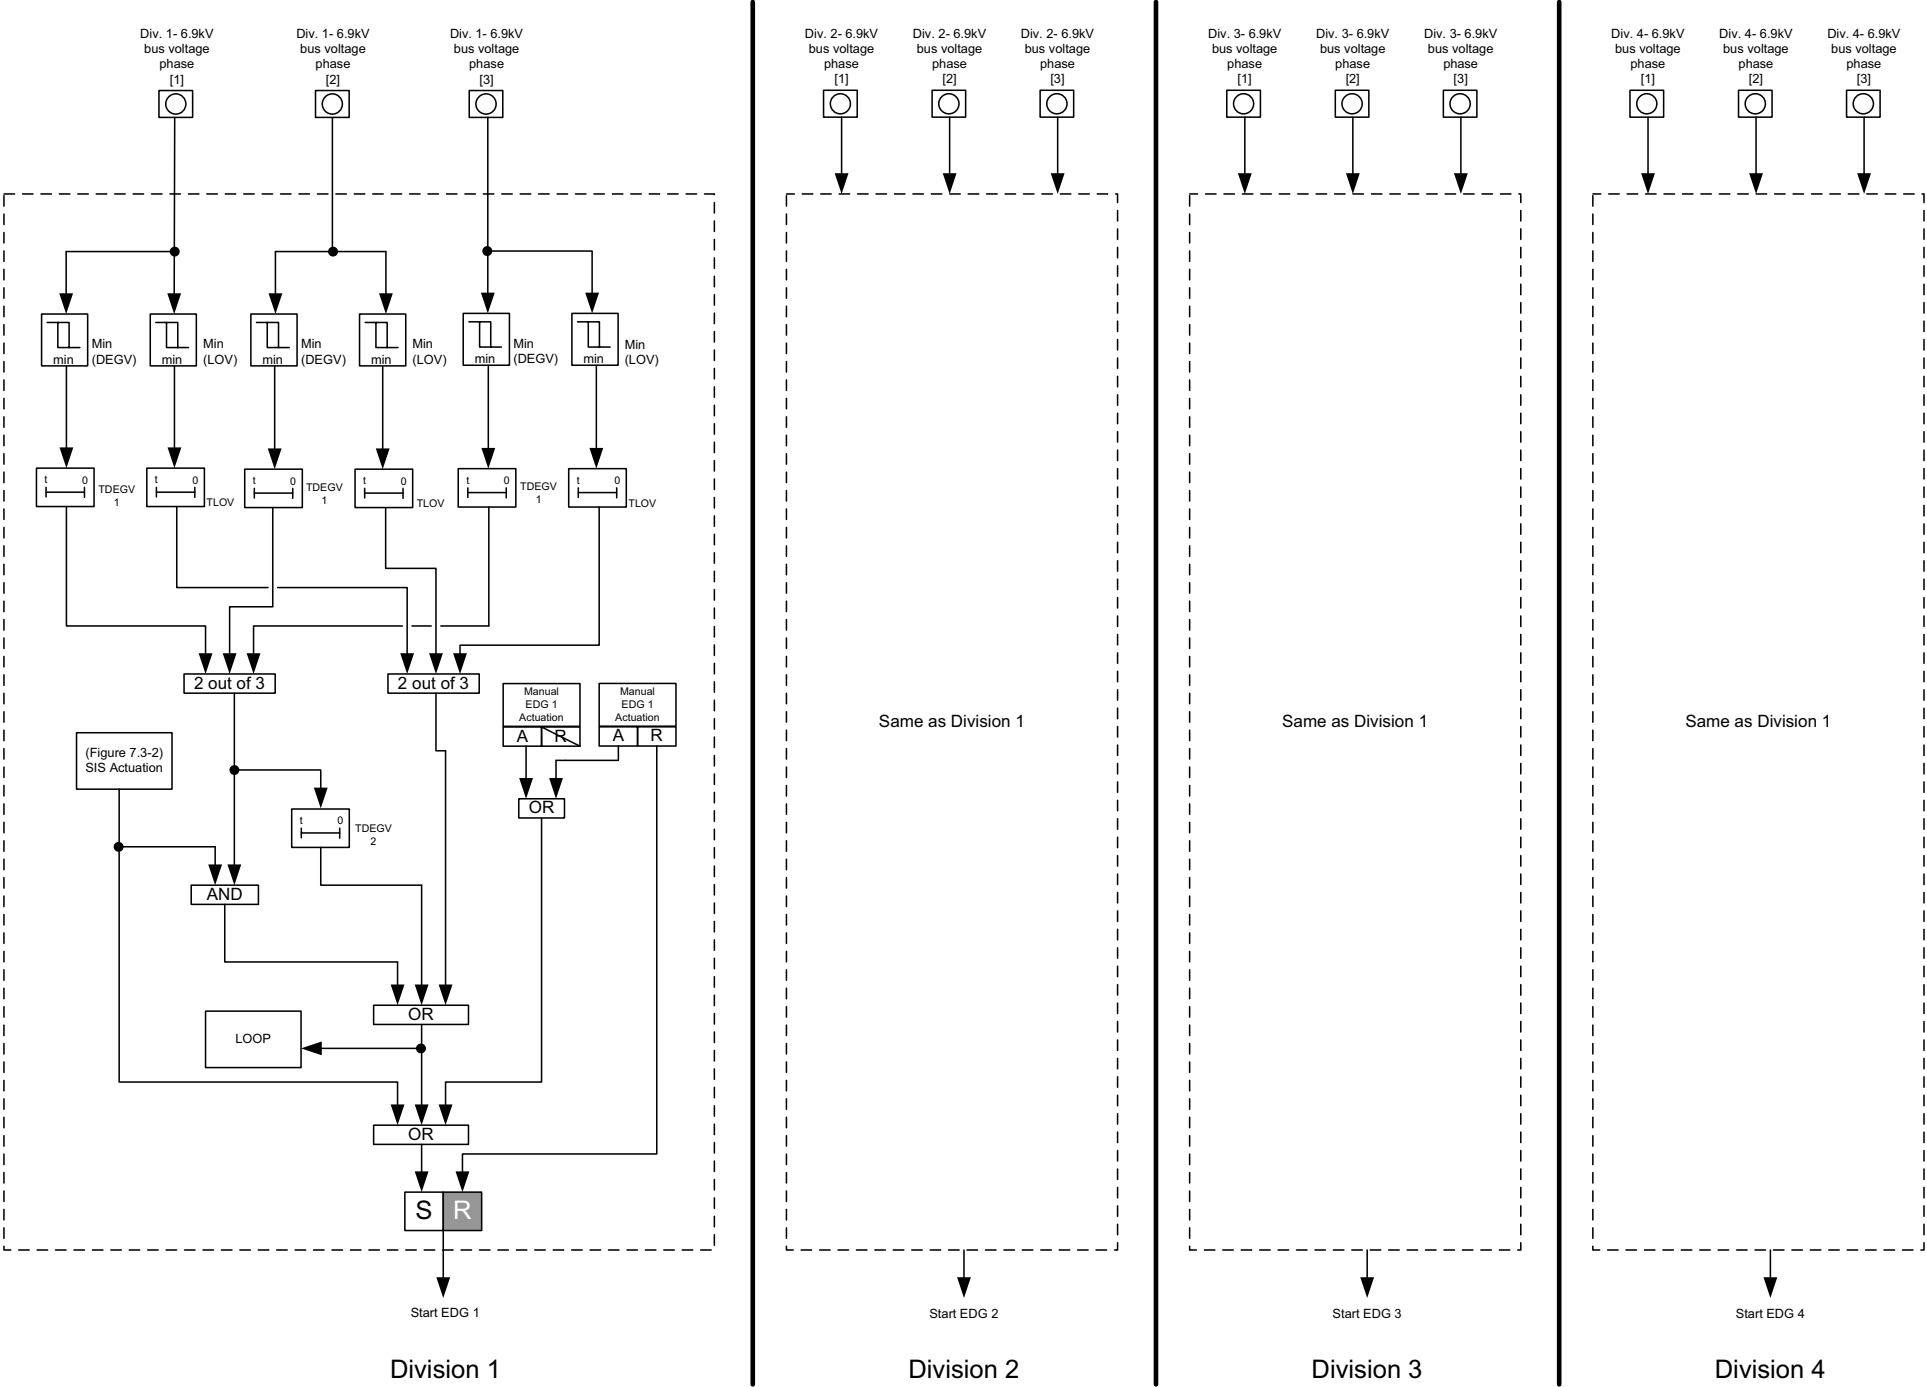 Div. 1- 6.9kV
bus voltage
phase
[1]
Div. 1- 6.9kV
bus voltage
phase
[2]
Div. 1- 6.9kV
bus voltage
phase
[3]
Div. 2- 6.9kV
bus voltage
phase
[1]
Div. 2- 6.9kV
bus voltage
phase
[2]
Div. 2- 6.9kV
bus voltage
phase
[3]
Div. 3- 6.9kV
bus voltage
phase
[1]
Div. 3- 6.9kV
bus voltage
phase
[2]
Div. 3- 6.9kV
bus voltage
phase
[3]
Div. 4- 6.9kV
bus voltage
phase
[1]
Div. 4- 6.9kV
bus voltage
phase
[2]
Div. 4- 6.9kV
bus voltage
phase
[3]
min
Min
(DEGV)
min
Min
(LOV)
min
Min
(DEGV)
min
Min
(LOV)
min
Min
(DEGV)
min
Min
(LOV)
t 0
TDEGV
1
t 0
TLOV
t 0
TDEGV
1
t 0
TLOV
t 0
TDEGV
1
t 0
TLOV
2 out of 3
2 out of 3
Manual
EDG 1
Actuation
A R
Manual
EDG 1
Actuation
A R
(Figure 7.3-2)
SIS Actuation
OR
t 0
TDEGV
2
AND
OR
LOOP
OR
S R
Same as Division 1
Same as Division 1
Same as Division 1
Start EDG 1
Start EDG 2
Start EDG 3
Start EDG 4
Division 1
Division 2
Division 3
Division 4